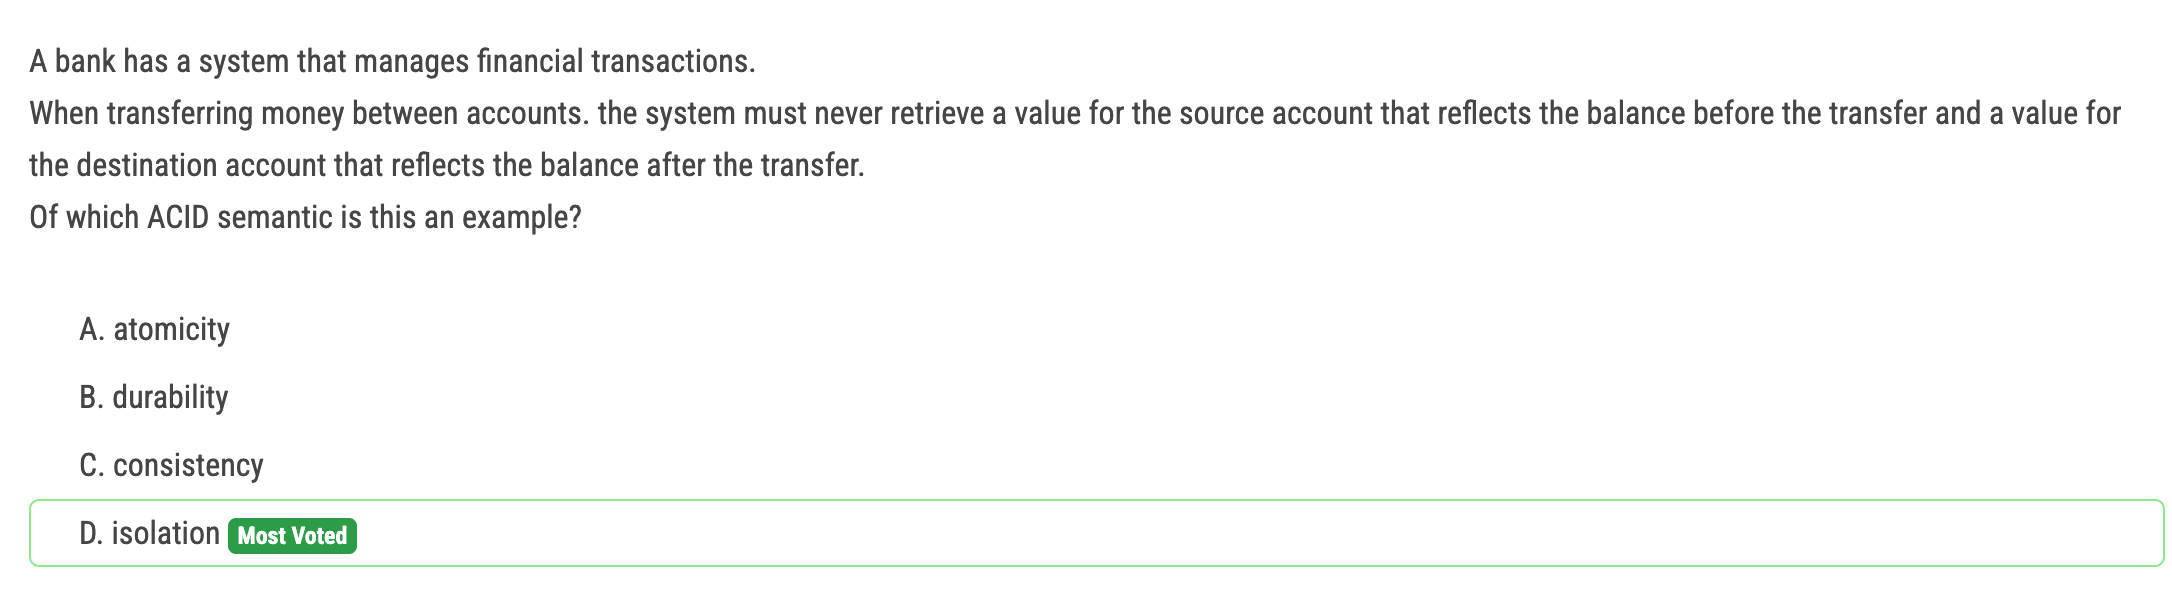 A bank has a system that manages financial transactions.
When transferring money between accounts. the system must never retrieve a value for the source account that reflects the balance before the transfer and a value for
the destination account that reflects the balance after the transfer.
Of which ACID semantic is this an example?
A. atomicity
B. durability
C. consistency
D. isolation Most Voted